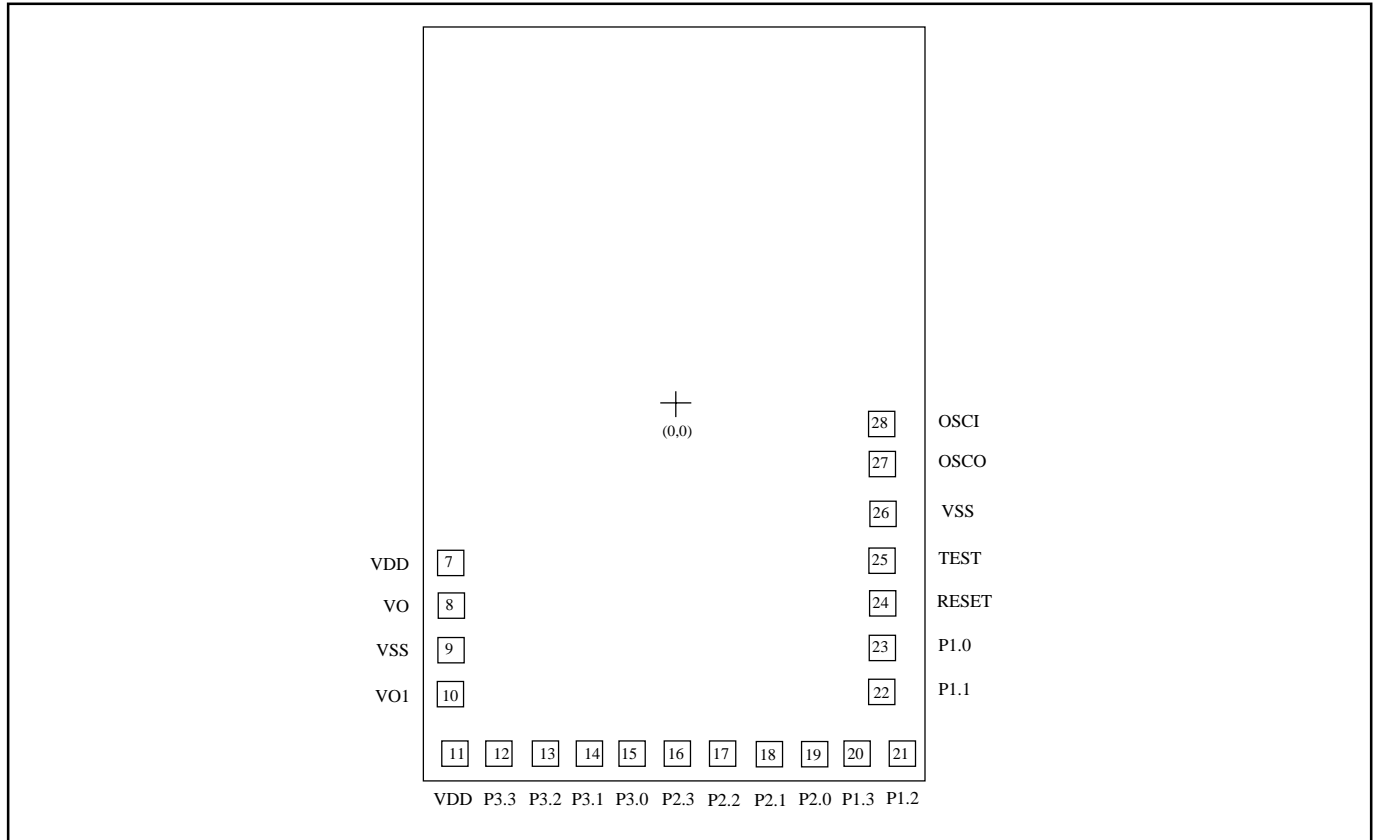 (0,0)
28 OSCI
27 OSCO
26 VSS
VDD 7 25 TEST
VO 8 24 RESET
VSS 9 23 P1.0
VO1 10 22 P1.1
11 12 13 14 15 16 17 18 19 20 21
VDD P3.3 P3.2 P3.1 P3.0 P2.3 P2.2 P2.1 P2.0 P1.3 P1.2